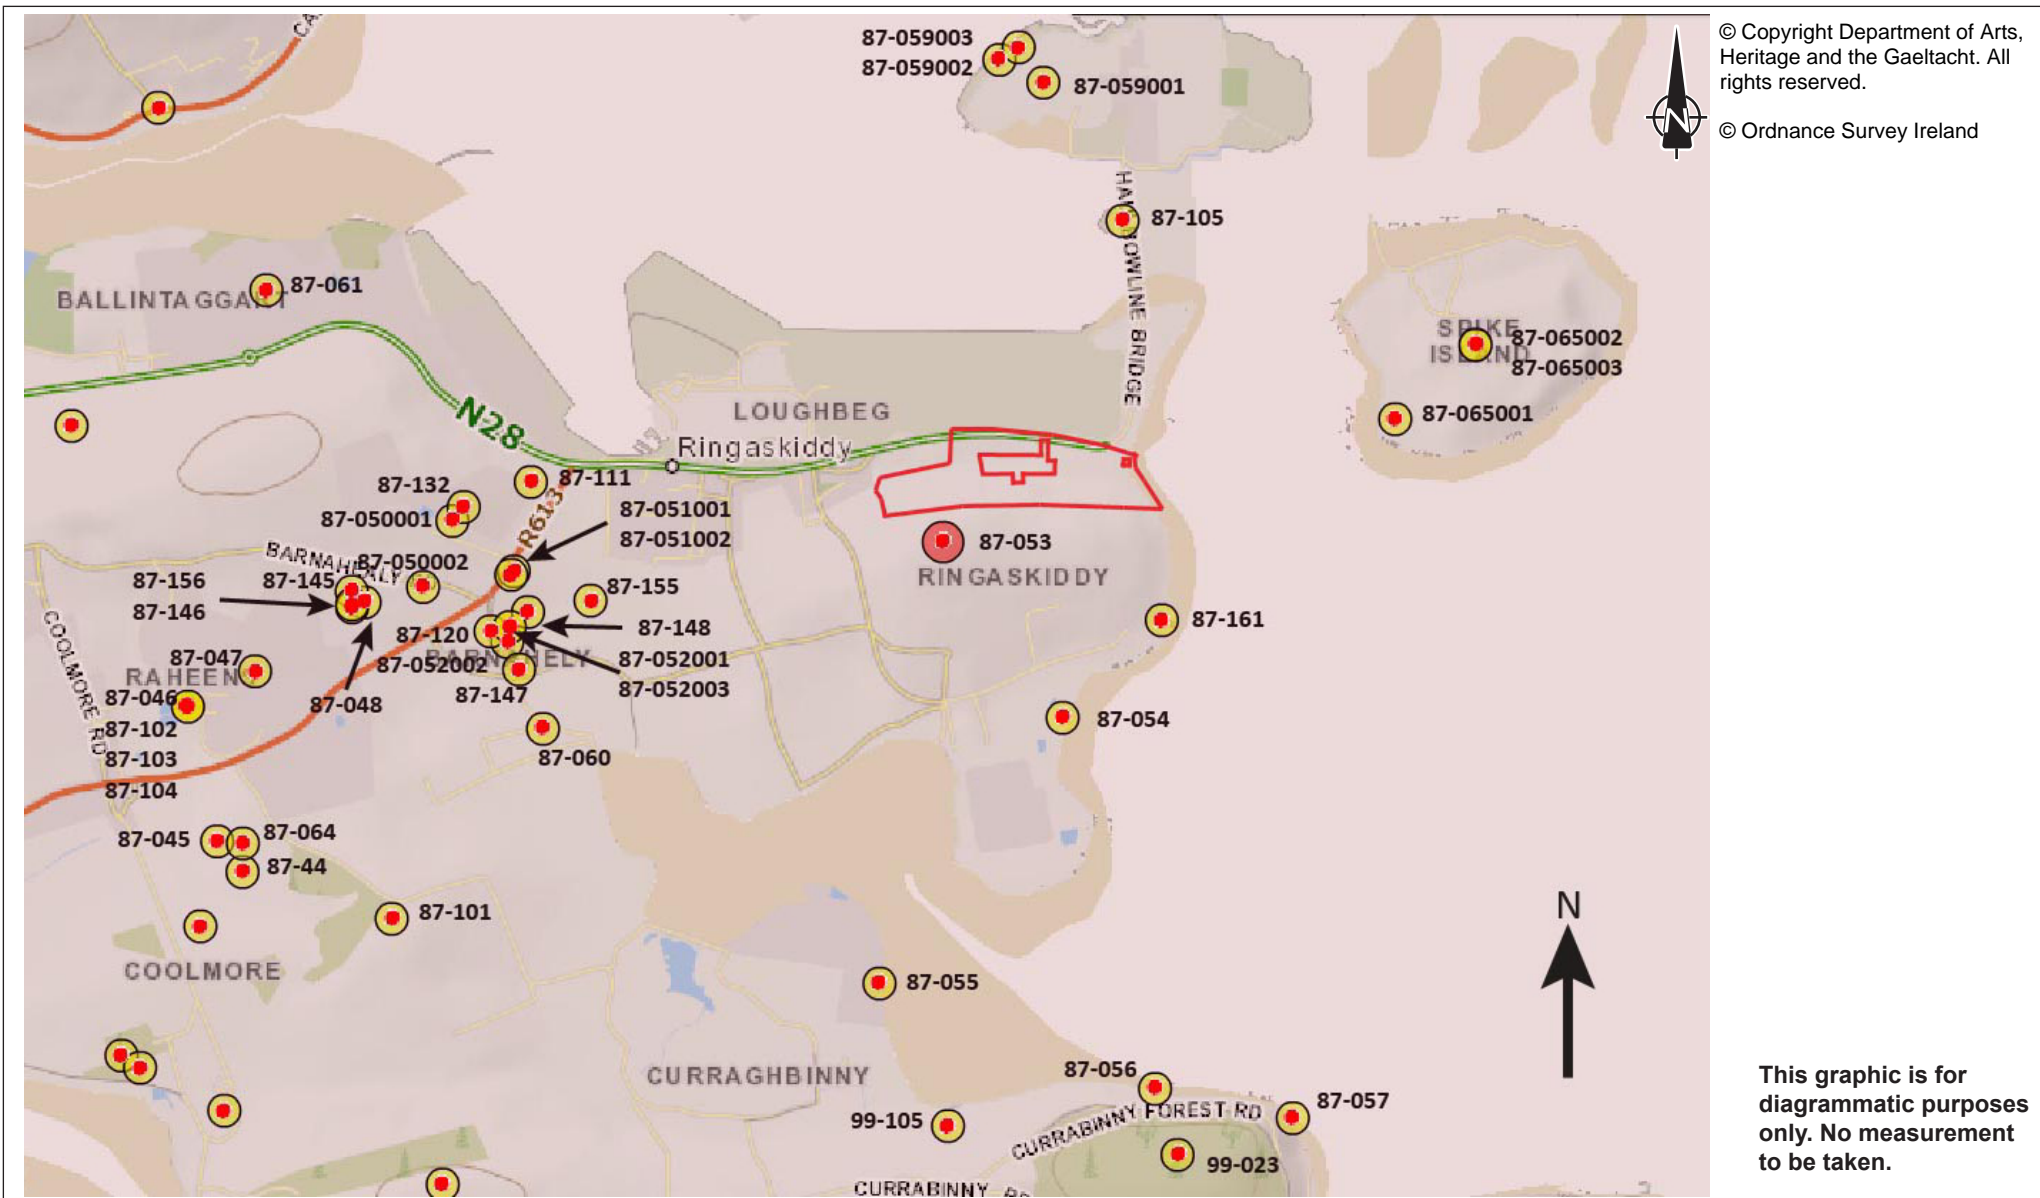 © Copyright Department of Arts,
Heritage and the Gaeltacht. All
rights reserved.
© Ordnance Survey Ireland
N
87-059003
87-059002
87-059001
87-105
BALLINTAGGART
87-061
SPIKE
ISLAND
87-065002
87-065003
87-065001
N28
LOUGHBEG
Ringaskiddy
BRIDGE
87-111
R613
87-132
87-050001
87-051001
87-051002
87-053
RINGASKIDDY
BARNAHEALY
87-050002
87-156
87-145
87-146
87-155
87-161
87-120
87-148
BARNAHELY
87-052002
87-052001
87-052003
87-147
COOLMORE RD
87-047
RAHEENS
87-046
87-048
87-102
87-103
87-104
87-054
87-060
87-045
87-064
87-44
87-101
COOLMORE
87-055
N
CURRAGHBINNY
87-056
87-057
99-105
CURRABINNY FOREST RD
99-023
CURRABINNY RD
This graphic is for
diagrammatic purposes
only. No measurement
to be taken.